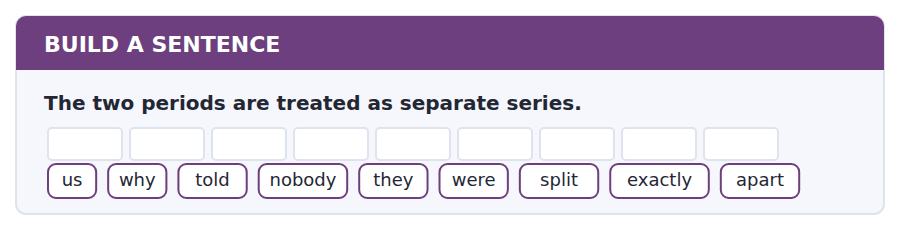 BUILD A SENTENCE
The two periods are treated as separate series.
us why told nobody they were split exactly apart